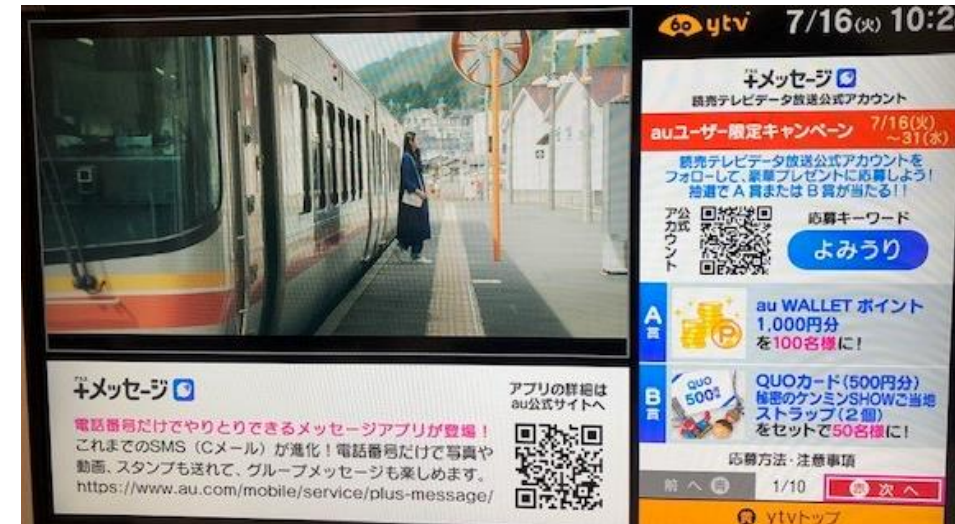 60 ytv 7/16(火) 10:2
プラス
+メッセージ
読売テレビデータ放送公式アカウント
auユーザー限定キャンペーン 7/16(火)
～31(水)
読売テレビデータ放送公式アカウントを
フォローして、豪華プレゼントに応募しよう!
抽選でA賞またはB賞が当たる!!
公式
アカウント
応募キーワード
よみうり
A賞
au WALLET ポイント
1,000円分
を100名様に!
B賞
QUO
500
QUOカード(500円分)
秘密のケンミンSHOWご当地
ストラップ(2個)
をセットで50名様に!
応募方法・注意事項
前へ 青 1/10 赤 次へ
ytvトップ
プラス
+メッセージ
電話番号だけでやりとりできるメッセージアプリが登場!
これまでのSMS(Cメール)が進化!電話番号だけで写真や
動画、スタンプも送れて、グループメッセージも楽しめます。
https://www.au.com/mobile/service/plus-message/
アプリの詳細は
au公式サイトへ